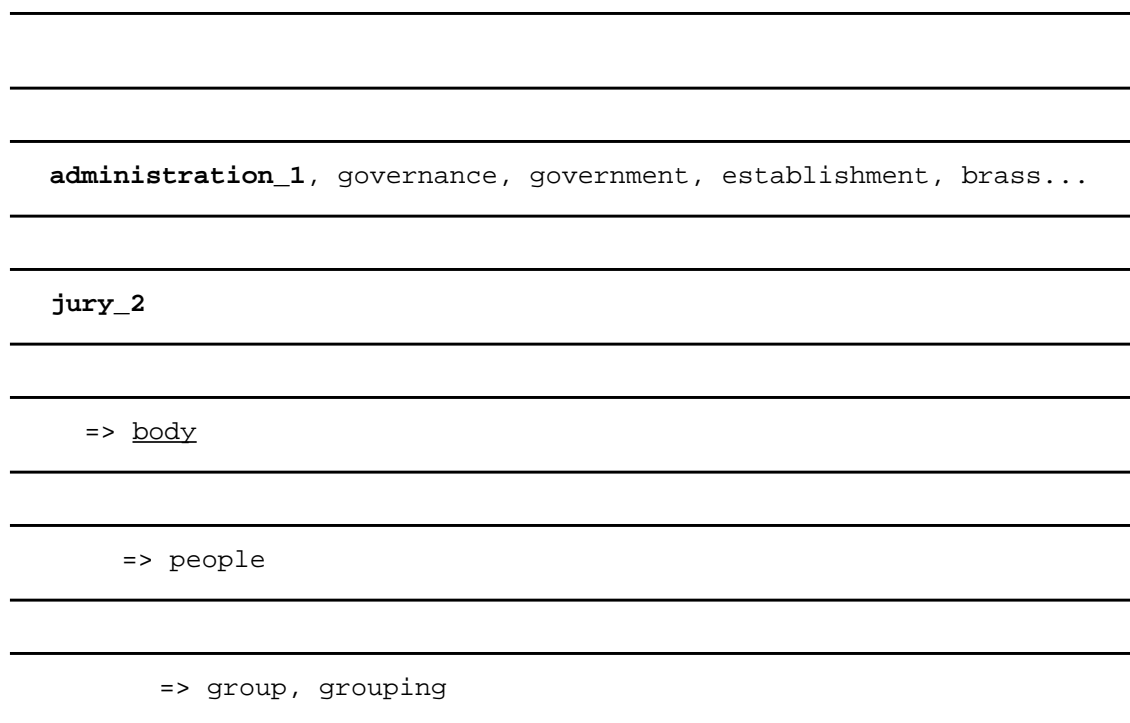 administration_1, governance, government, establishment, brass...
jury_2
=> body
=> people
=> group, grouping